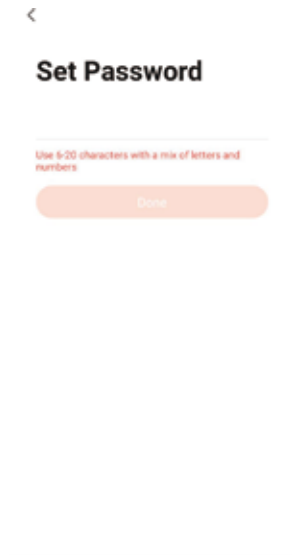 Set Password
Use 6-20 characters with a mix of letters and
numbers
Done